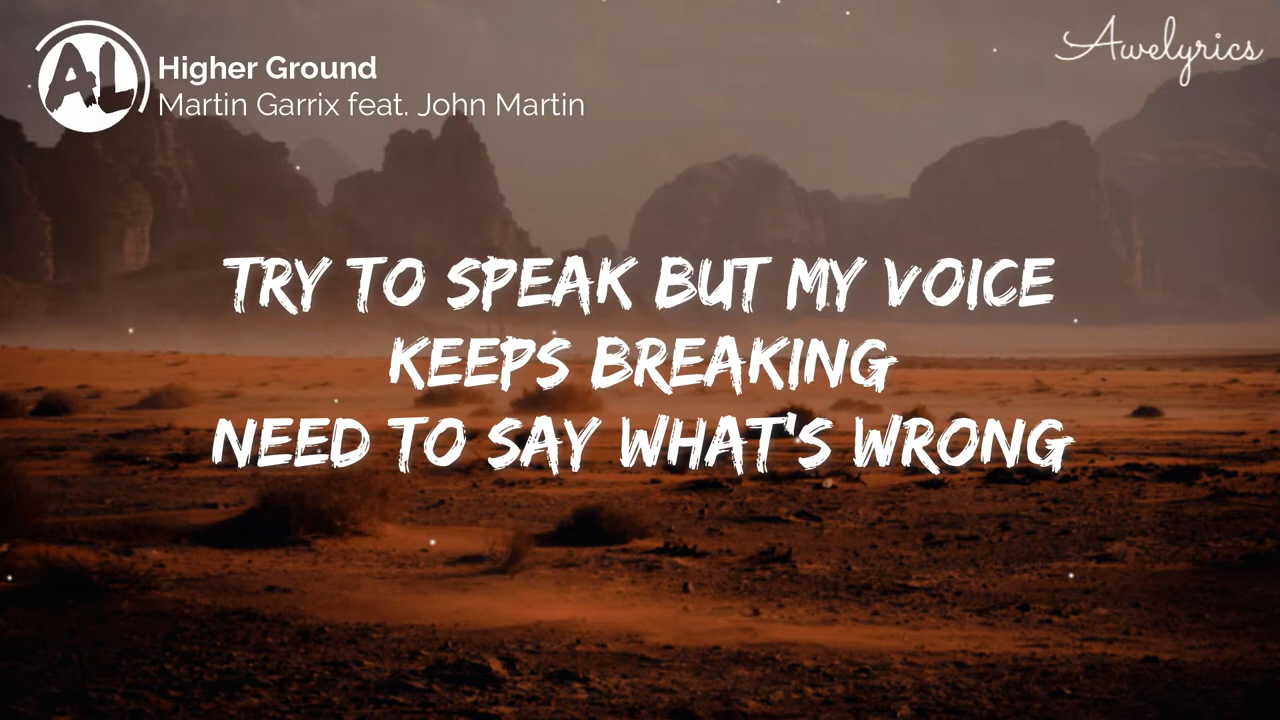 AL
Higher Ground
Martin Garrix feat. John Martin
Awelyrics
TRY TO SPEAK BUT MY VOICE
KEEPS BREAKING
NEED TO SAY WHAT'S WRONG